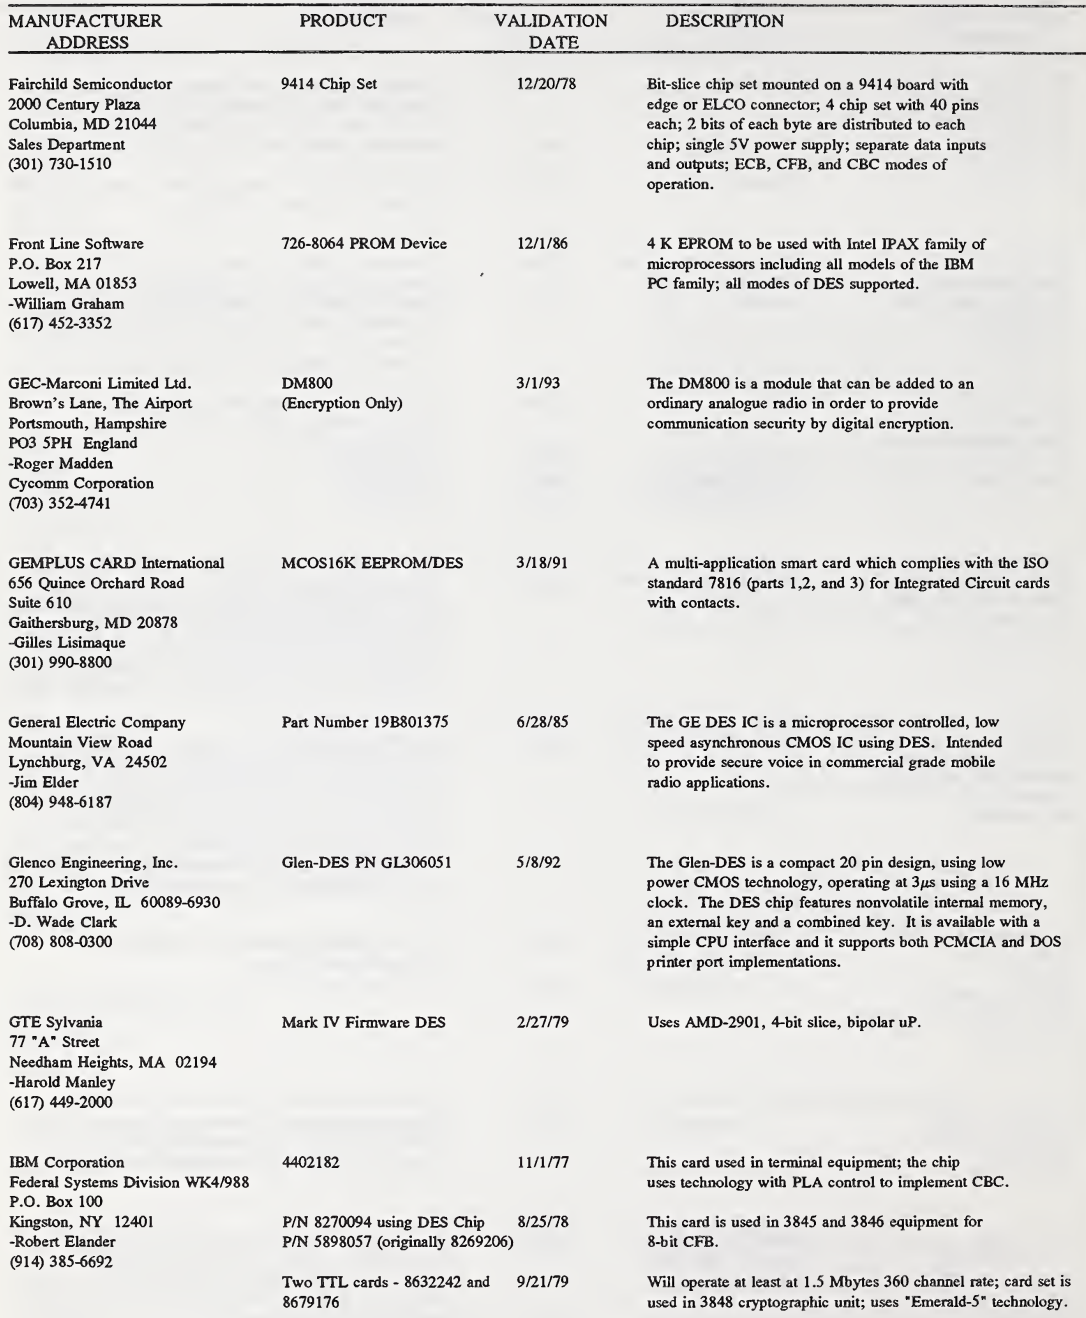 MANUFACTURER ADDRESS PRODUCT VALIDATION DATE DESCRIPTION
Fairchild Semiconductor
2000 Century Plaza
Columbia, MD 21044
Sales Department
(301) 730-1510
9414 Chip Set
12/20/78
Bit-slice chip set mounted on a 9414 board with
edge or ELCO connector; 4 chip set with 40 pins
each; 2 bits of each byte are distributed to each
chip; single 5V power supply; separate data inputs
and outputs; ECB, CFB, and CBC modes of
operation.
Front Line Software
P.O. Box 217
Lowell, MA 01853
-William Graham
(617) 452-3352
726-8064 PROM Device
12/1/86
4 K EPROM to be used with Intel IPAX family of
microprocessors including all models of the IBM
PC family; all modes of DES supported.
GEC-Marconi Limited Ltd.
Brown's Lane, The Airport
Portsmouth, Hampshire
PO3 5PH England
-Roger Madden
Cycomm Corporation
(703) 352-4741
DM800
(Encryption Only)
3/1/93
The DM800 is a module that can be added to an
ordinary analogue radio in order to provide
communication security by digital encryption.
GEMPLUS CARD International
656 Quince Orchard Road
Suite 610
Gaithersburg, MD 20878
-Gilles Lisimaque
(301) 990-8800
MCOS16K EEPROM/DES
3/18/91
A multi-application smart card which complies with the ISO
standard 7816 (parts 1,2, and 3) for Integrated Circuit cards
with contacts.
General Electric Company
Mountain View Road
Lynchburg, VA 24502
-Jim Elder
(804) 948-6187
Part Number 19B801375
6/28/85
The GE DES IC is a microprocessor controlled, low
speed asynchronous CMOS IC using DES. Intended
to provide secure voice in commercial grade mobile
radio applications.
Glenco Engineering, Inc.
270 Lexington Drive
Buffalo Grove, IL 60089-6930
-D. Wade Clark
(708) 808-0300
Glen-DES PN GL306051
5/8/92
The Glen-DES is a compact 20 pin design, using low
power CMOS technology, operating at 3µs using a 16 MHz
clock. The DES chip features nonvolatile internal memory,
an external key and a combined key. It is available with a
simple CPU interface and it supports both PCMCIA and DOS
printer port implementations.
GTE Sylvania
77 "A" Street
Needham Heights, MA 02194
-Harold Manley
(617) 449-2000
Mark IV Firmware DES
2/27/79
Uses AMD-2901, 4-bit slice, bipolar uP.
IBM Corporation
Federal Systems Division WK4/988
P.O. Box 100
Kingston, NY 12401
-Robert Elander
(914) 385-6692
4402182
11/1/77
This card used in terminal equipment; the chip
uses technology with PLA control to implement CBC.
P/N 8270094 using DES Chip
P/N 5898057 (originally 8269206)
8/25/78
This card is used in 3845 and 3846 equipment for
8-bit CFB.
Two TTL cards - 8632242 and
8679176
9/21/79
Will operate at least at 1.5 Mbytes 360 channel rate; card set is
used in 3848 cryptographic unit; uses "Emerald-5" technology.